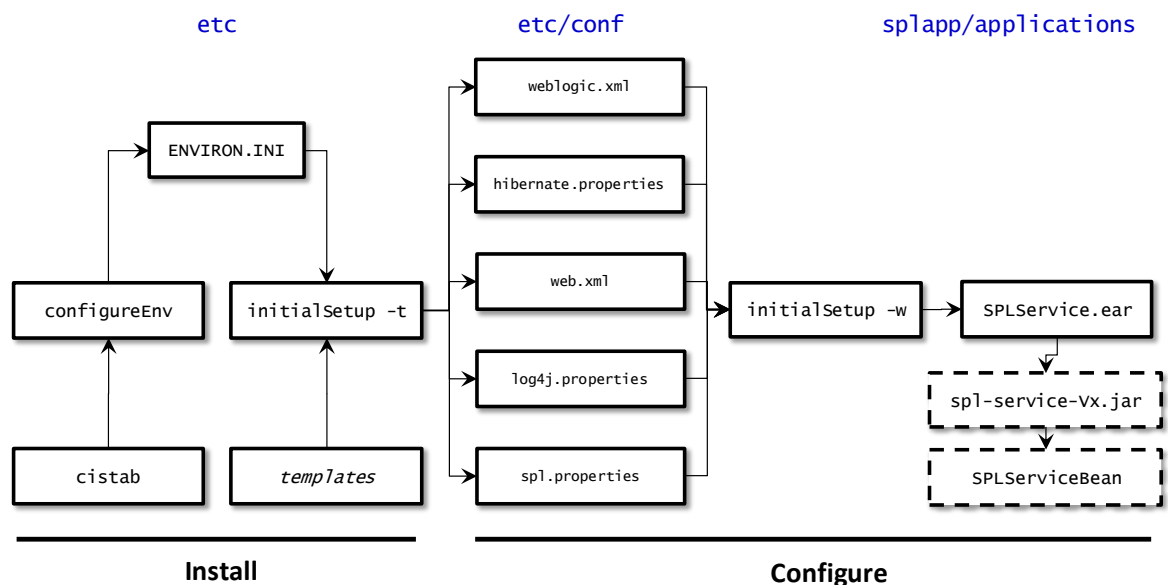 etc
etc/conf
splapp/applications
weblogic.xml
ENVIRON.INI
hibernate.properties
configureEnv
initialSetup –t
web.xml
initialSetup –w
SPLService.ear
log4j.properties
spl-service-Vx.jar
cistab
templates
spl.properties
SPLServiceBean
Install
Configure